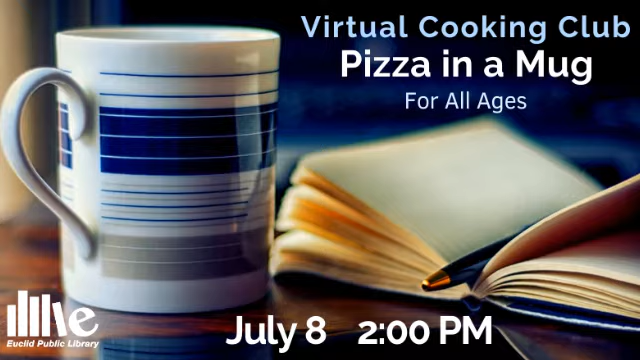 Virtual Cooking Club
Pizza in a Mug
For All Ages
Euclid Public Library
July 8 2:00 PM